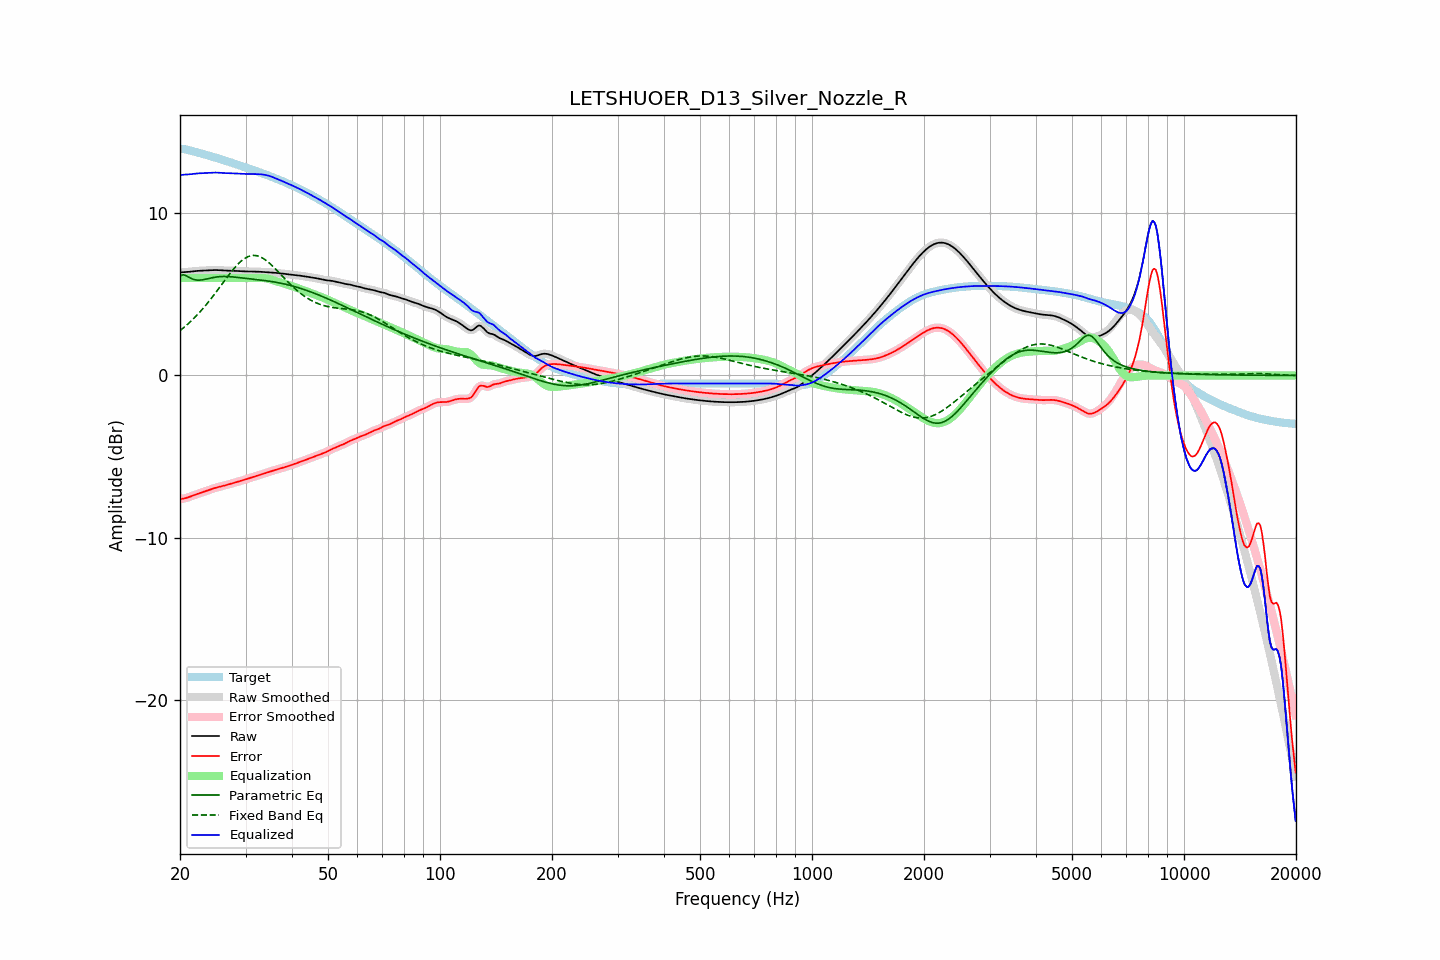 LETSHUOER_D13_Silver_Nozzle_R
Amplitude (dBr)
10
0
−10
−20
Target
Raw Smoothed
Error Smoothed
Raw
Error
Equalization
Parametric Eq
Fixed Band Eq
Equalized
20 50 100 200 500 1000 2000 5000 10000 20000
Frequency (Hz)